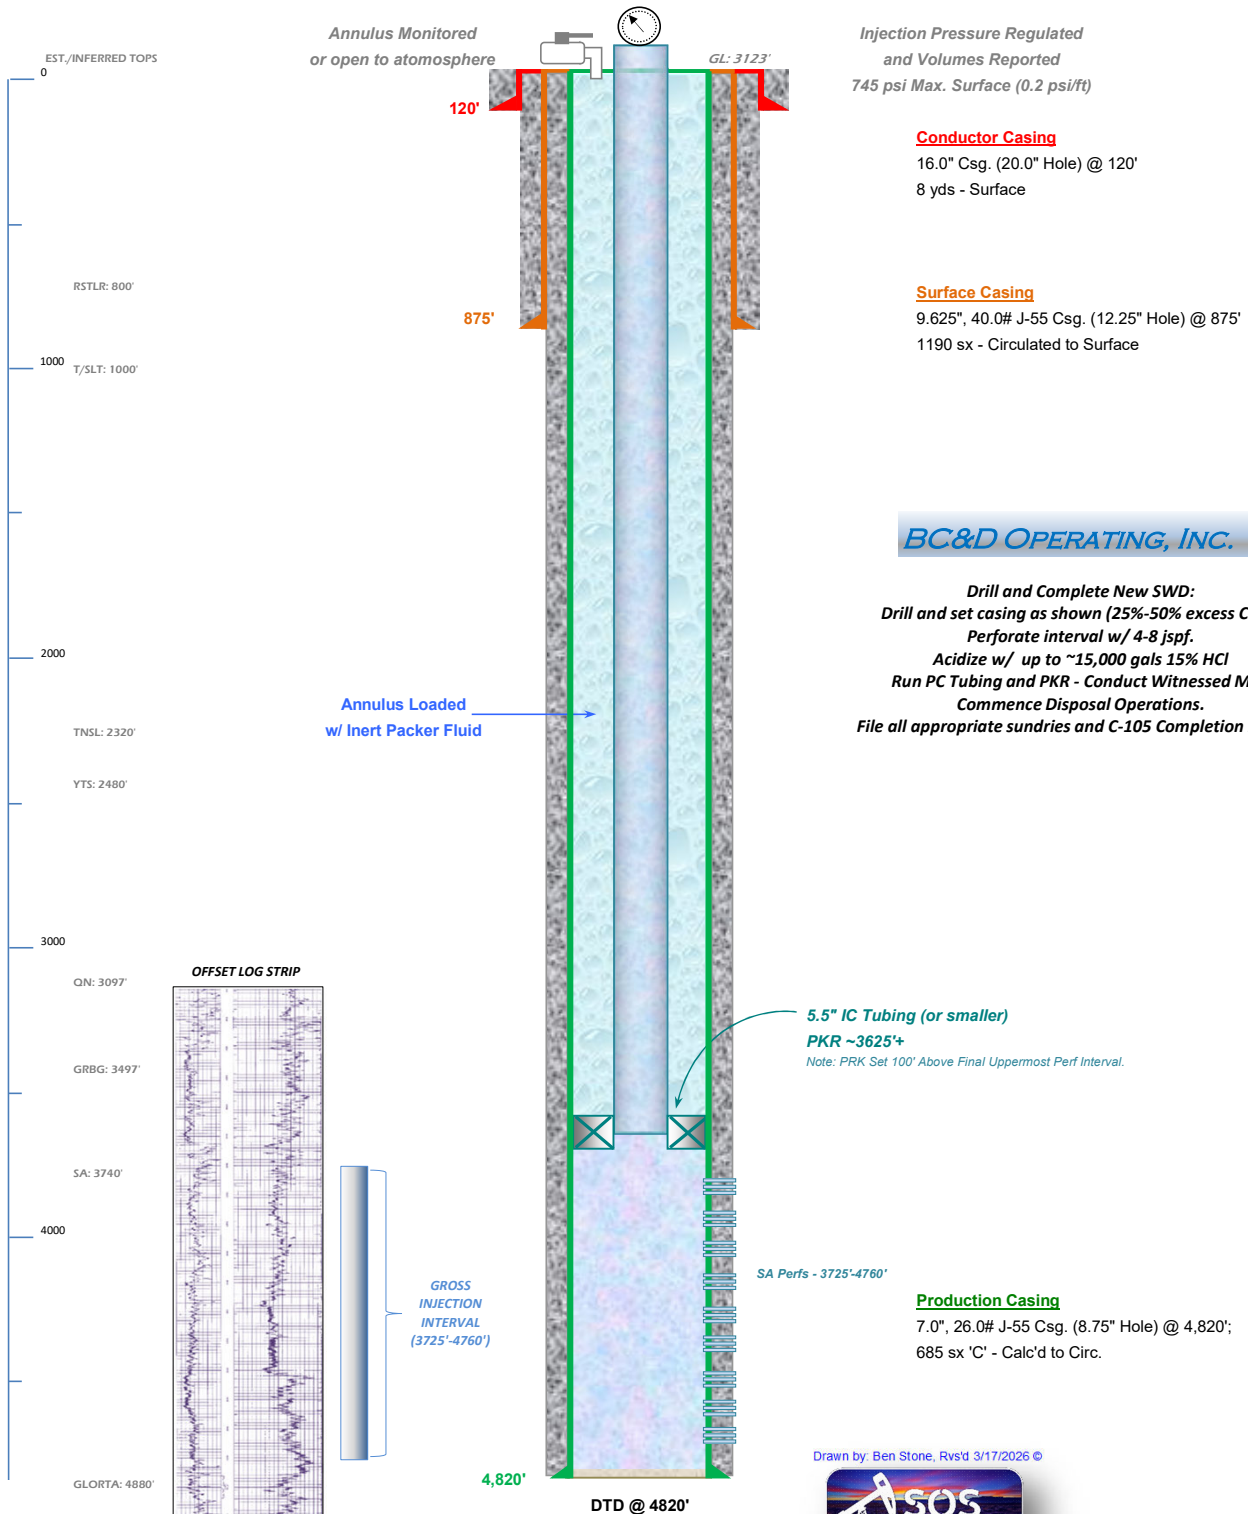 Annulus Monitored
or open to atomosphere
EST./INFERRED TOPS
GL: 3123'
Injection Pressure Regulated
and Volumes Reported
745 psi Max. Surface (0.2 psi/ft)
0
120'
Conductor Casing
16.0" Csg. (20.0" Hole) @ 120'
8 yds - Surface
RSTLR: 800'
875'
Surface Casing
9.625", 40.0# J-55 Csg. (12.25" Hole) @ 875'
1190 sx - Circulated to Surface
1000
T/SLT: 1000'
BC&D OPERATING, INC.
Drill and Complete New SWD:
Drill and set casing as shown (25%-50% excess C
Perforate interval w/ 4-8 jspf.
Acidize w/ up to ~15,000 gals 15% HCl
Run PC Tubing and PKR - Conduct Witnessed M
Commence Disposal Operations.
File all appropriate sundries and C-105 Completion
2000
Annulus Loaded
w/ Inert Packer Fluid
TNSL: 2320'
YTS: 2480'
3000
OFFSET LOG STRIP
QN: 3097'
5.5" IC Tubing (or smaller)
PKR ~3625'+
Note: PRK Set 100' Above Final Uppermost Perf Interval.
GRBG: 3497'
SA: 3740'
4000
SA Perfs - 3725'-4760'
GROSS
INJECTION
INTERVAL
(3725'-4760')
Production Casing
7.0", 26.0# J-55 Csg. (8.75" Hole) @ 4,820';
685 sx 'C' - Calc'd to Circ.
Drawn by: Ben Stone, Rvs'd 3/17/2026 ©
GLORTA: 4880'
4,820'
DTD @ 4820'
SOS